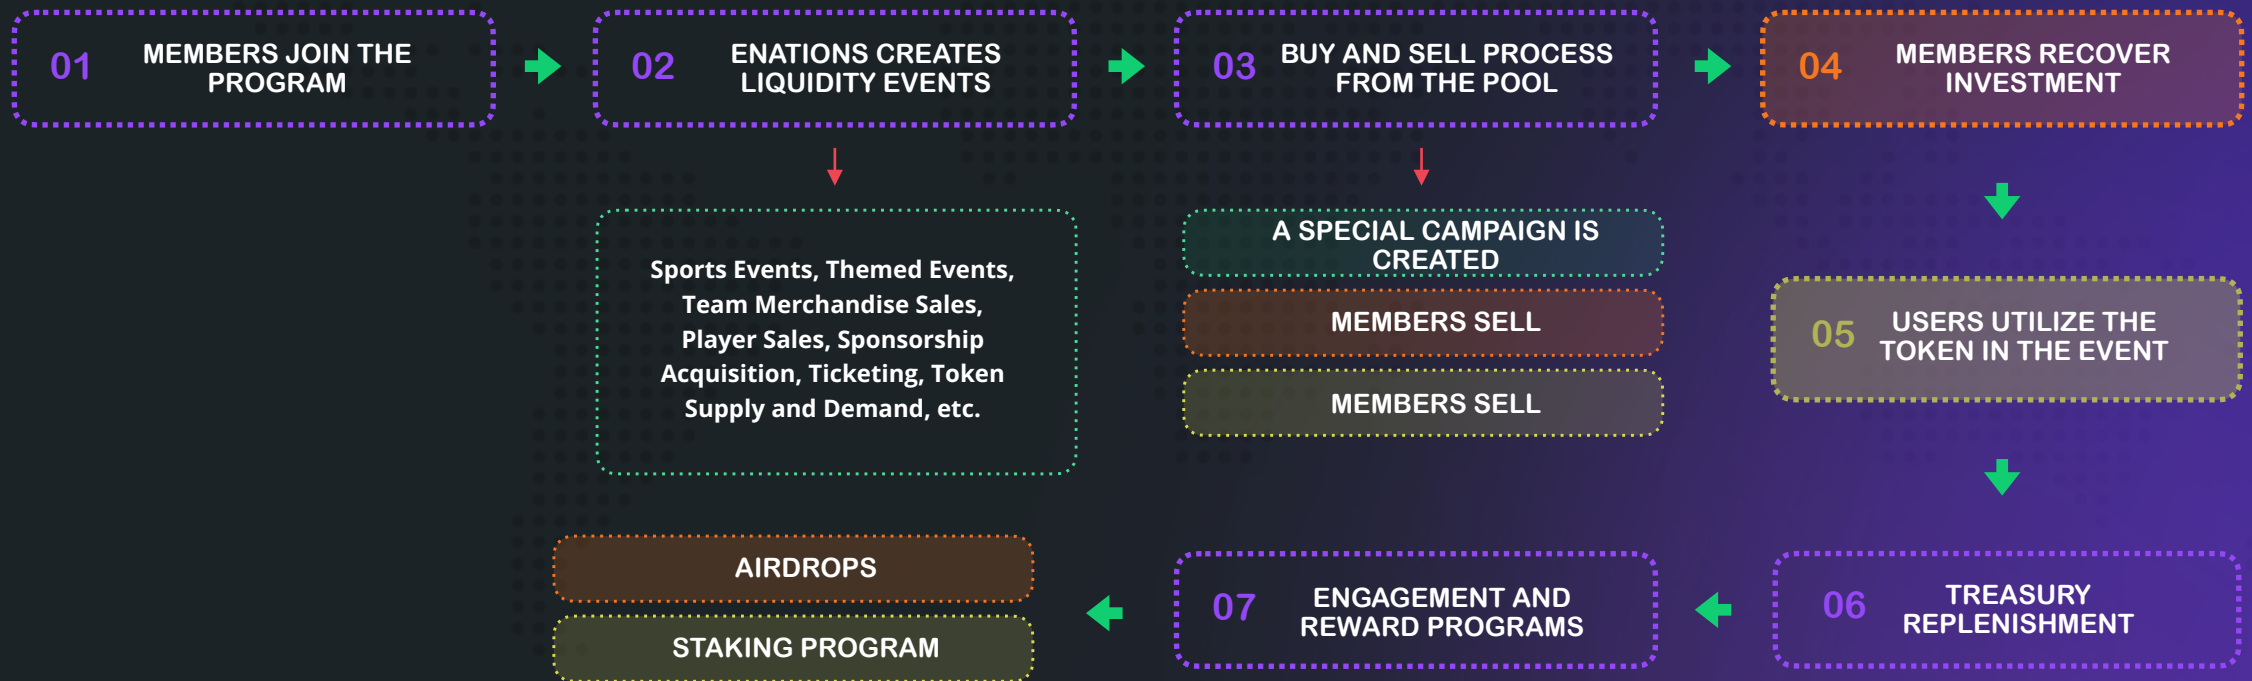 01
MEMBERS JOIN THE
PROGRAM
02
ENATIONS CREATES
LIQUIDITY EVENTS
03
BUY AND SELL PROCESS
FROM THE POOL
04
MEMBERS RECOVER
INVESTMENT
Sports Events, Themed Events,
Team Merchandise Sales,
Player Sales, Sponsorship
Acquisition, Ticketing, Token
Supply and Demand, etc.
A SPECIAL CAMPAIGN IS
CREATED
MEMBERS SELL
MEMBERS SELL
05
USERS UTILIZE THE
TOKEN IN THE EVENT
06
TREASURY
REPLENISHMENT
07
ENGAGEMENT AND
REWARD PROGRAMS
AIRDROPS
STAKING PROGRAM